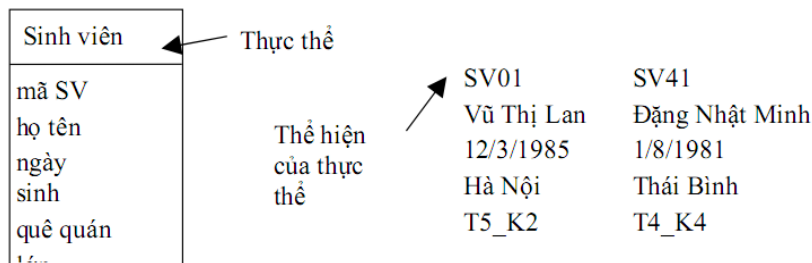 Sinh viên
mã SV
họ tên
ngày
sinh
quê quán
Thực thể
Thể hiện
của thực
thể
SV01
Vũ Thị Lan
12/3/1985
Hà Nội
T5_K2
SV41
Đặng Nhật Minh
1/8/1981
Thái Bình
T4_K4